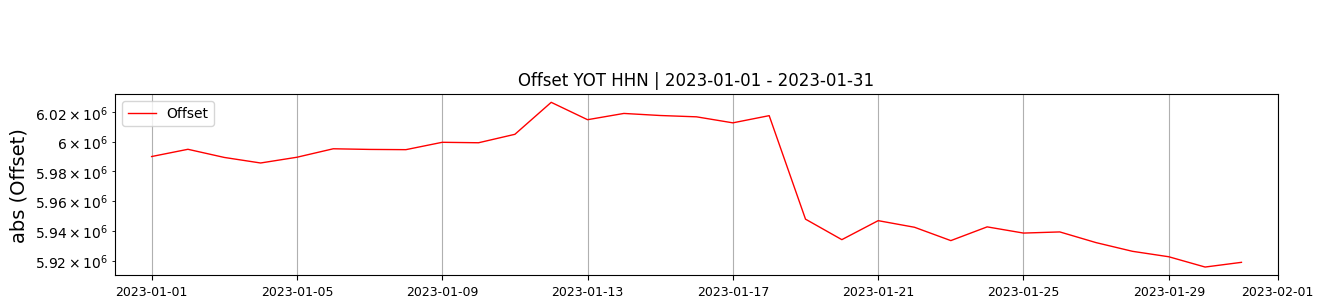 Offset YOT HHN | 2023-01-01 - 2023-01-31
Offset
abs (Offset)
6.02 × 10⁶
6 × 10⁶
5.98 × 10⁶
5.96 × 10⁶
5.94 × 10⁶
5.92 × 10⁶
2023-01-01 2023-01-05 2023-01-09 2023-01-13 2023-01-17 2023-01-21 2023-01-25 2023-01-29 2023-02-01